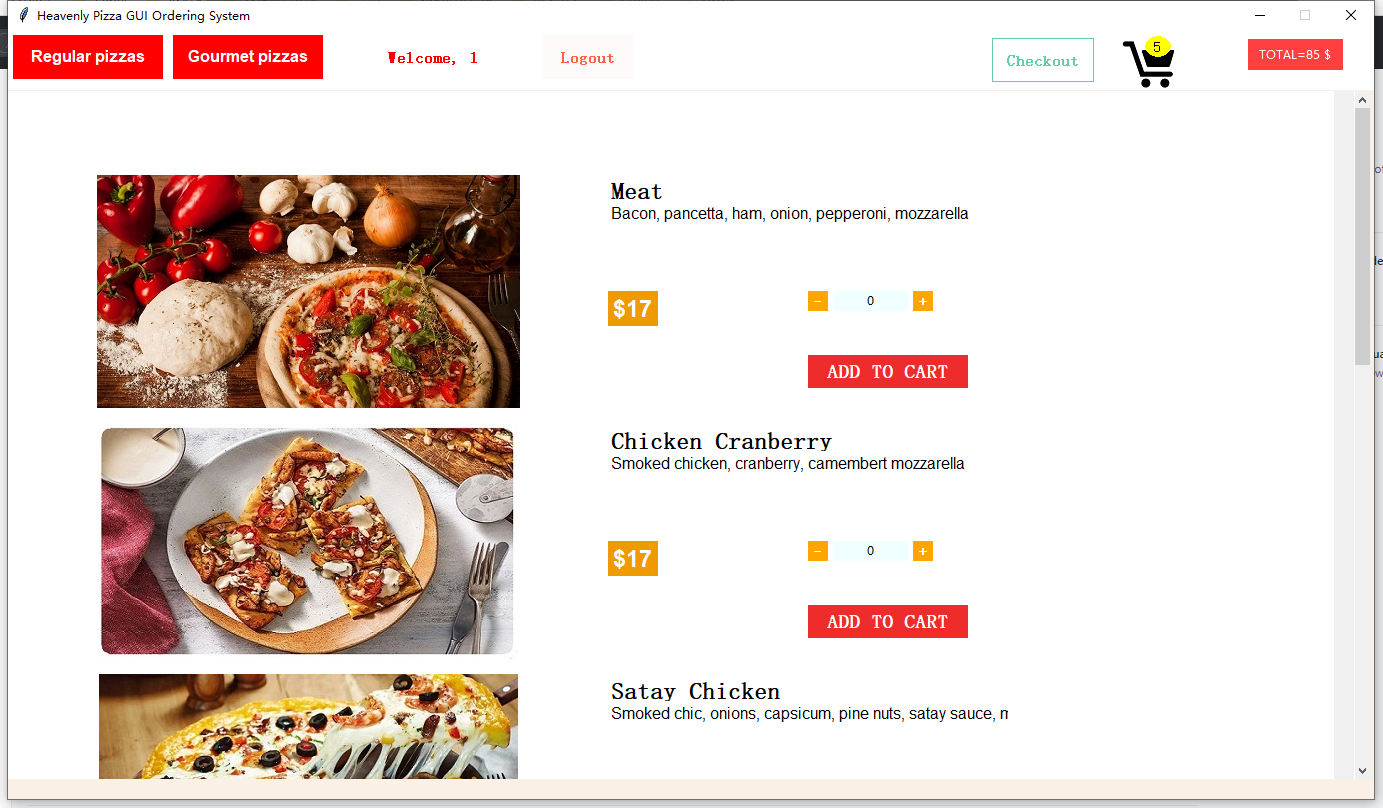 Heavenly Pizza GUI Ordering System
Regular pizzas
Gourmet pizzas
Welcome, 1
Logout
Checkout
5
TOTAL=85 $
Meat
Bacon, pancetta, ham, onion, pepperoni, mozzarella
$17
－ 0 +
ADD TO CART
Chicken Cranberry
Smoked chicken, cranberry, camembert mozzarella
$17
－ 0 +
ADD TO CART
Satay Chicken
Smoked chic, onions, capsicum, pine nuts, satay sauce,